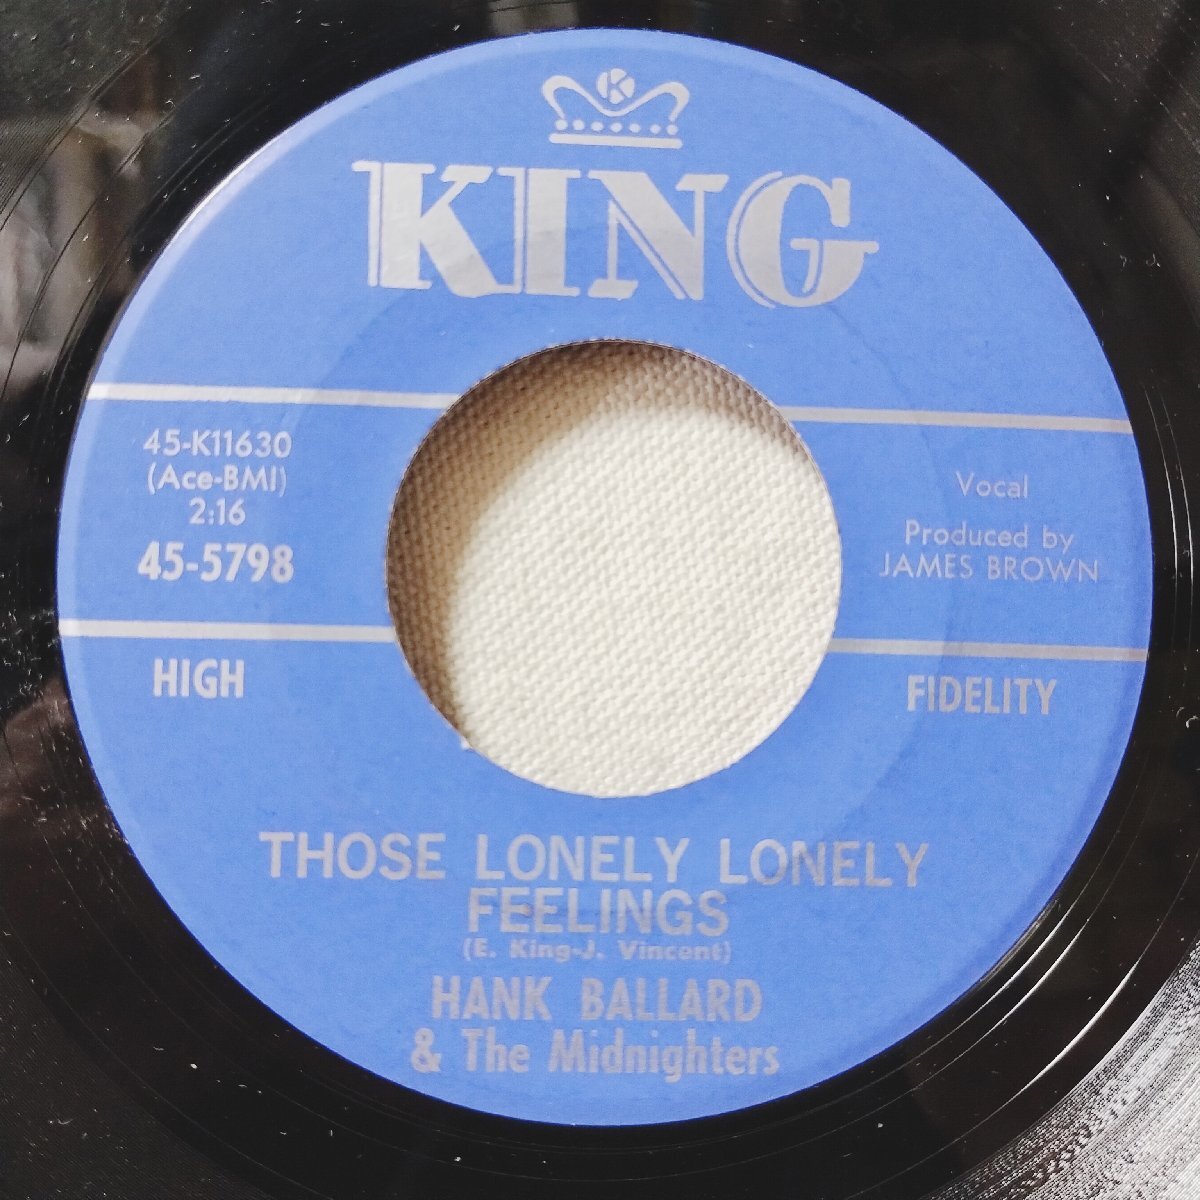 K
KING
45-K11630
(Ace-BMI)
2:16
45-5798
Vocal
Produced by
JAMES BROWN
HIGH
FIDELITY
THOSE LONELY LONELY
FEELINGS
(E. King-J. Vincent)
HANK BALLARD
& The Midnighters